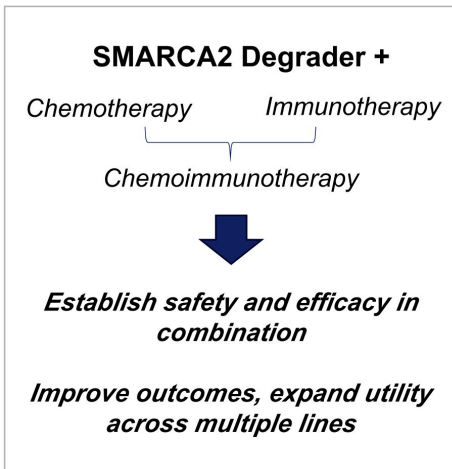 SMARCA2 Degrader +
Chemotherapy Immunotherapy
Chemoimmunotherapy
Establish safety and efficacy in
combination
Improve outcomes, expand utility
across multiple lines